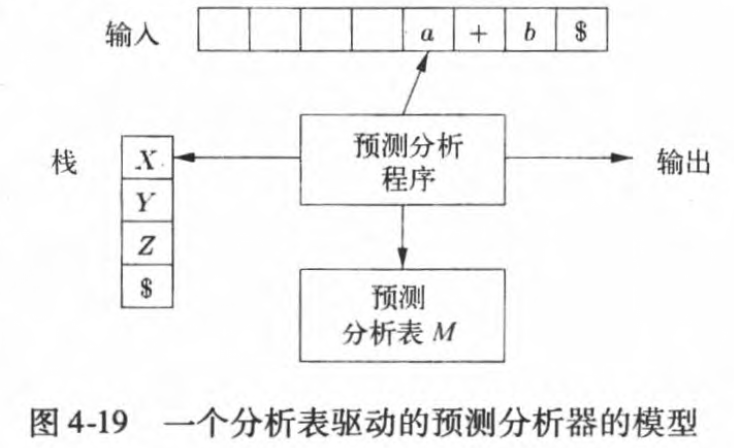 输入 a + b $
栈 X
Y
Z
$
预测分析
程序
输出
预测
分析表 M
图 4-19 一个分析表驱动的预测分析器的模型